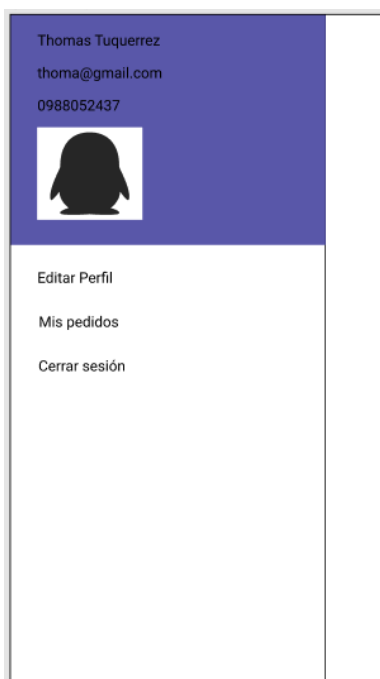 Thomas Tuquerrez
thoma@gmail.com
0988052437
Editar Perfil
Mis pedidos
Cerrar sesión